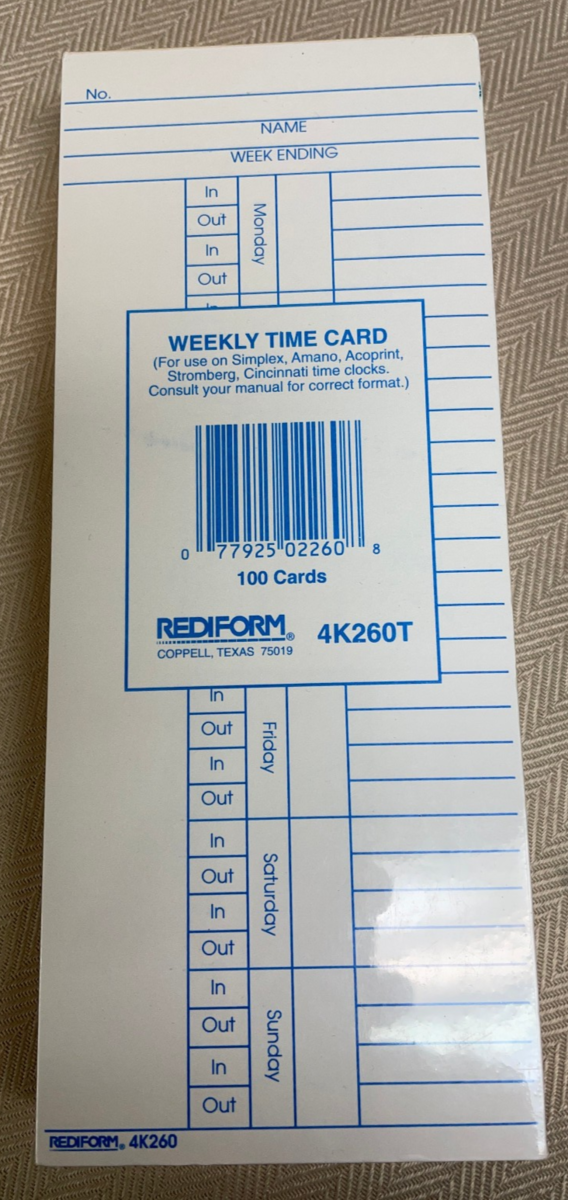 No.
NAME
WEEK ENDING
In
Out
In
Out
Monday
In
WEEKLY TIME CARD
(For use on Simplex, Amano, Acoprint,
Stromberg, Cincinnati time clocks.
Consult your manual for correct format.)
0 77925 02260 8
100 Cards
REDIFORM®
4K260T
COPPELL, TEXAS 75019
In
Out
In
Out
Friday
In
Out
In
Out
Saturday
In
Out
In
Out
Sunday
REDIFORM® 4K260